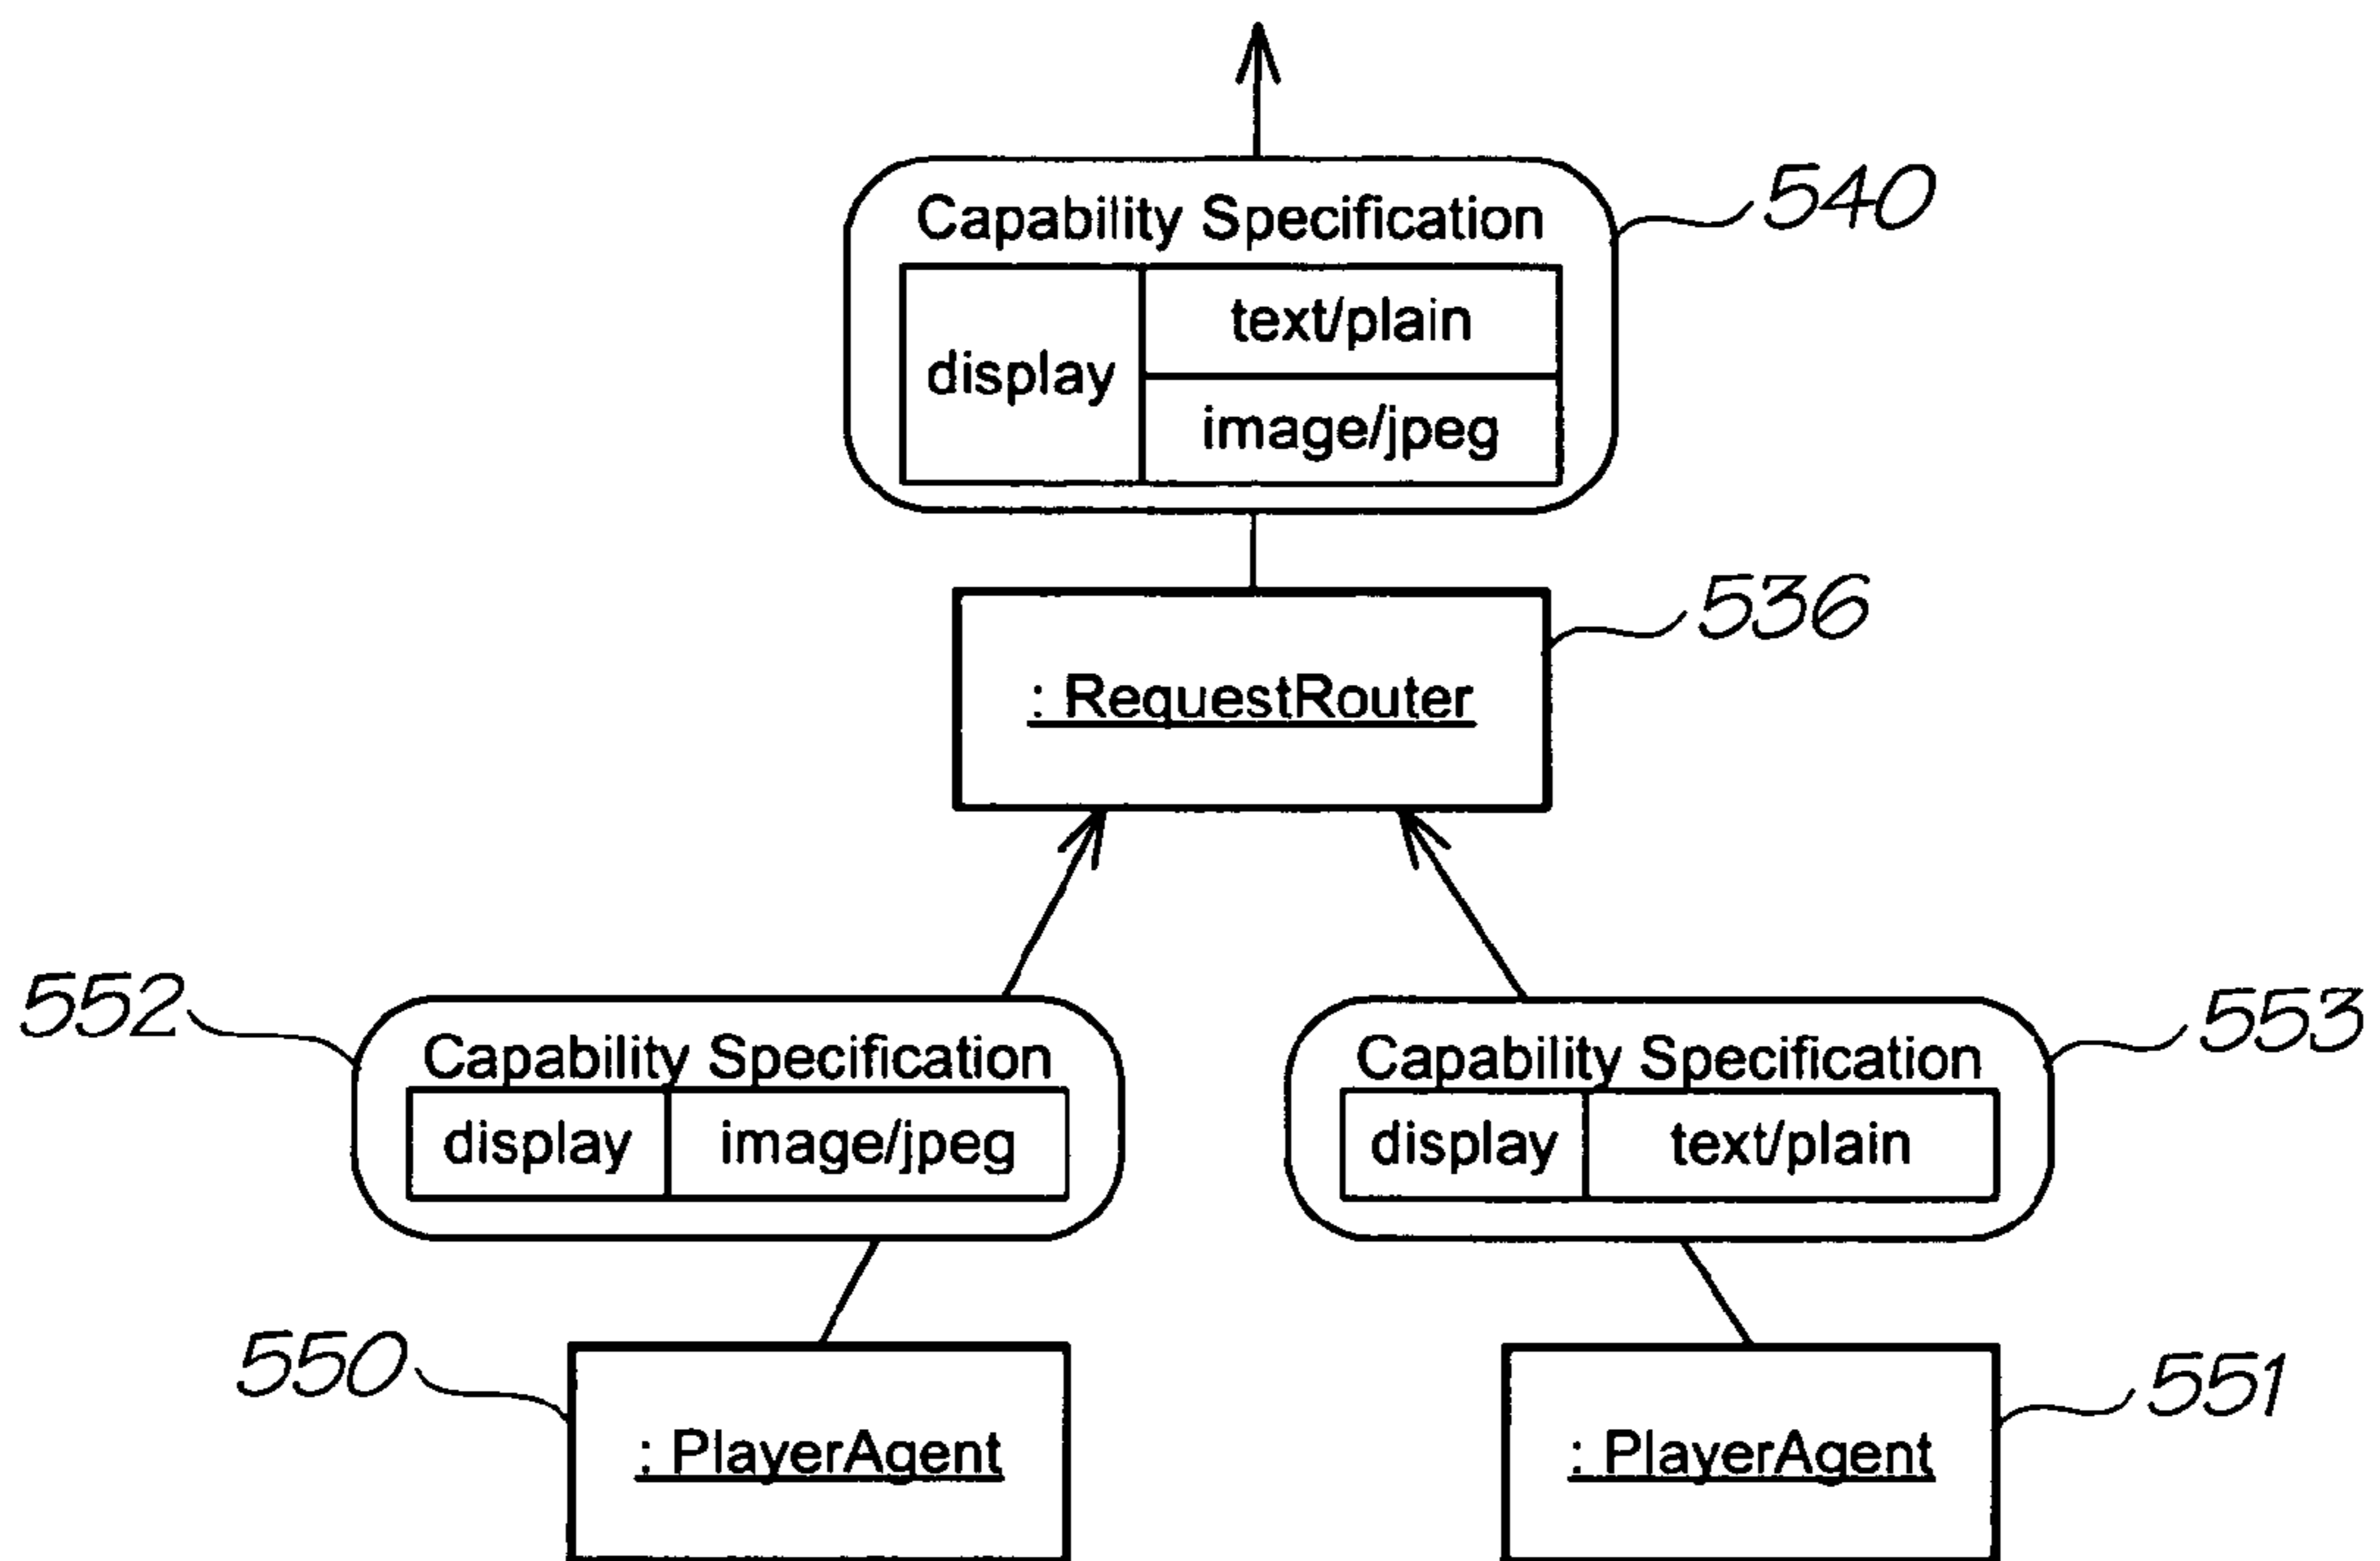 540
Capability Specification
display
text/plain
image/jpeg
536
: RequestRouter
552
Capability Specification
display image/jpeg
553
Capability Specification
display text/plain
550
: PlayerAgent
551
: PlayerAgent